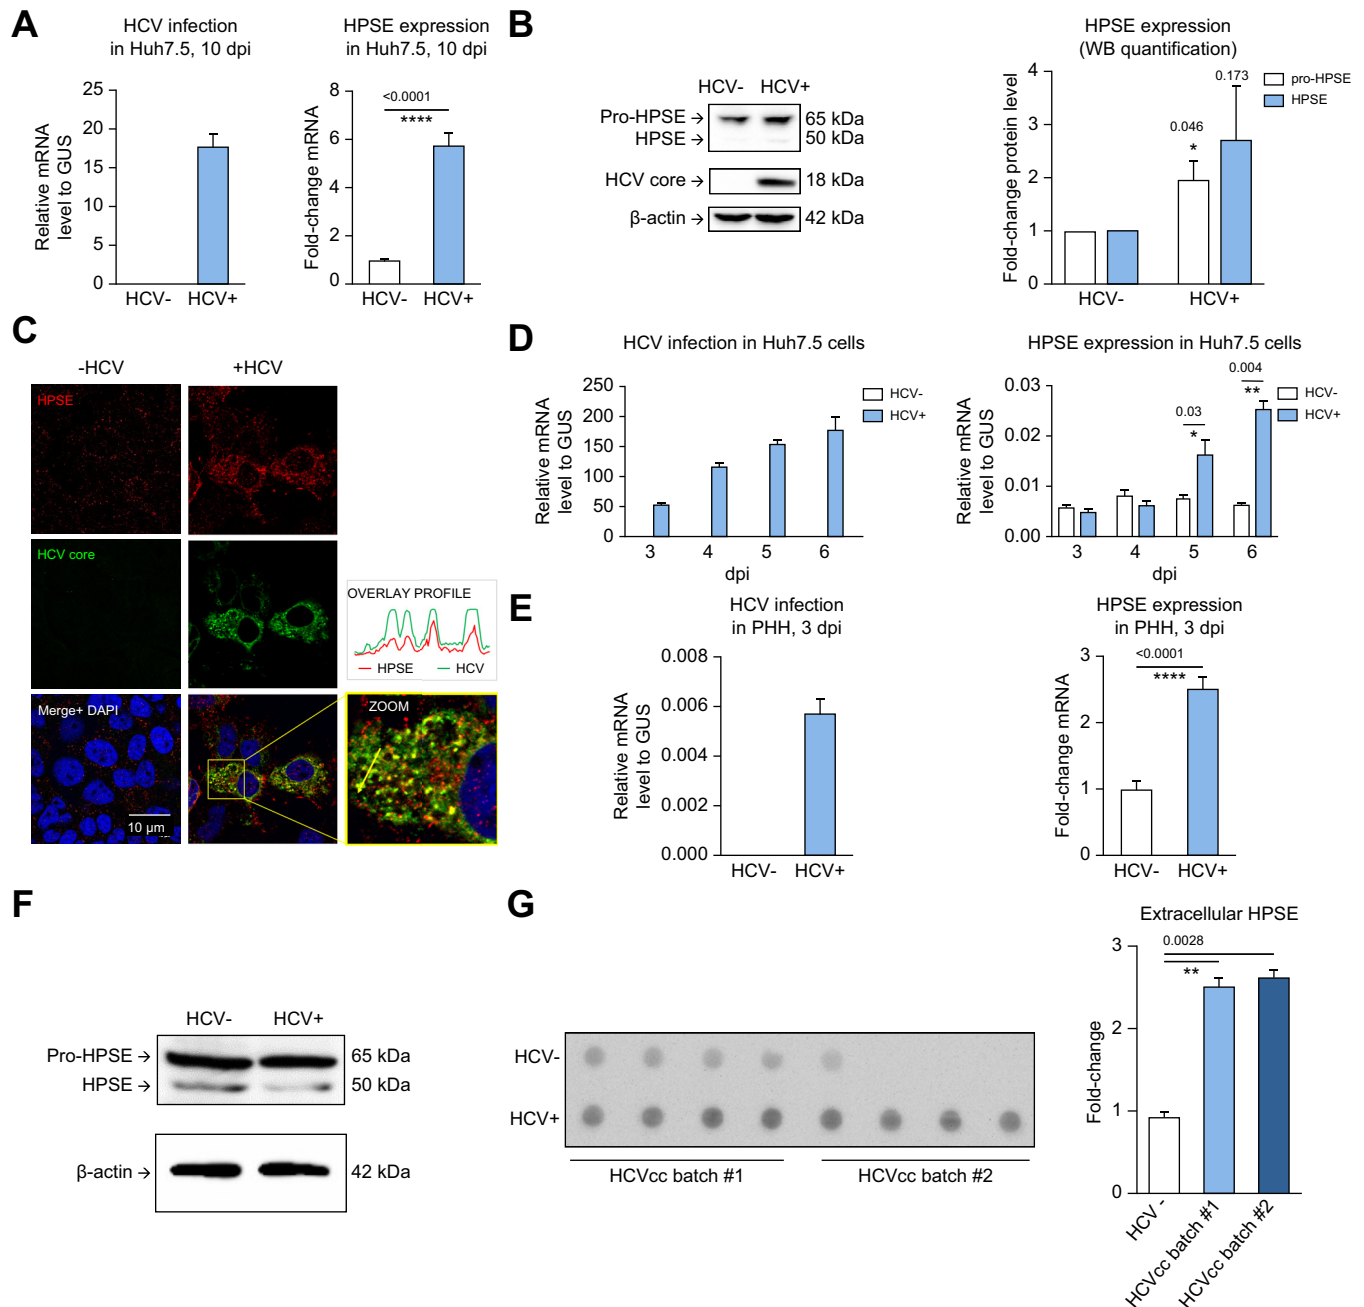 A
HCV infection
in Huh7.5, 10 dpi
Relative mRNA
level to GUS
25
20
15
10
5
0
HCV- HCV+
HPSE expression
in Huh7.5, 10 dpi
Fold-change mRNA
8
6
4
2
0
<0.0001
****
HCV- HCV+
B
HCV- HCV+
Pro-HPSE → 65 kDa
HPSE → 50 kDa
HCV core → 18 kDa
β-actin → 42 kDa
HPSE expression
(WB quantification)
Fold-change protein level
4
3
2
1
0
0.046
*
0.173
pro-HPSE
HPSE
HCV- HCV+
C
-HCV +HCV
HPSE
HCV core
Merge+ DAPI
10 µm
OVERLAY PROFILE
HPSE HCV
ZOOM
D
HCV infection in Huh7.5 cells
Relative mRNA
level to GUS
250
200
150
100
50
0
HCV-
HCV+
3 4 5 6
dpi
HPSE expression in Huh7.5 cells
Relative mRNA
level to GUS
0.03
0.02
0.01
0.00
0.03
*
0.004
**
HCV-
HCV+
3 4 5 6
dpi
E
HCV infection
in PHH, 3 dpi
Relative mRNA
level to GUS
0.008
0.006
0.004
0.002
0.000
HCV- HCV+
HPSE expression
in PHH, 3 dpi
Fold-change mRNA
3
2
1
0
<0.0001
****
HCV- HCV+
F
HCV- HCV+
Pro-HPSE → 65 kDa
HPSE → 50 kDa
β-actin → 42 kDa
G
HCV-
HCV+
HCVcc batch #1 HCVcc batch #2
Extracellular HPSE
Fold-change
3
2
1
0
0.0028
**
HCV -
HCVcc batch #1
HCVcc batch #2